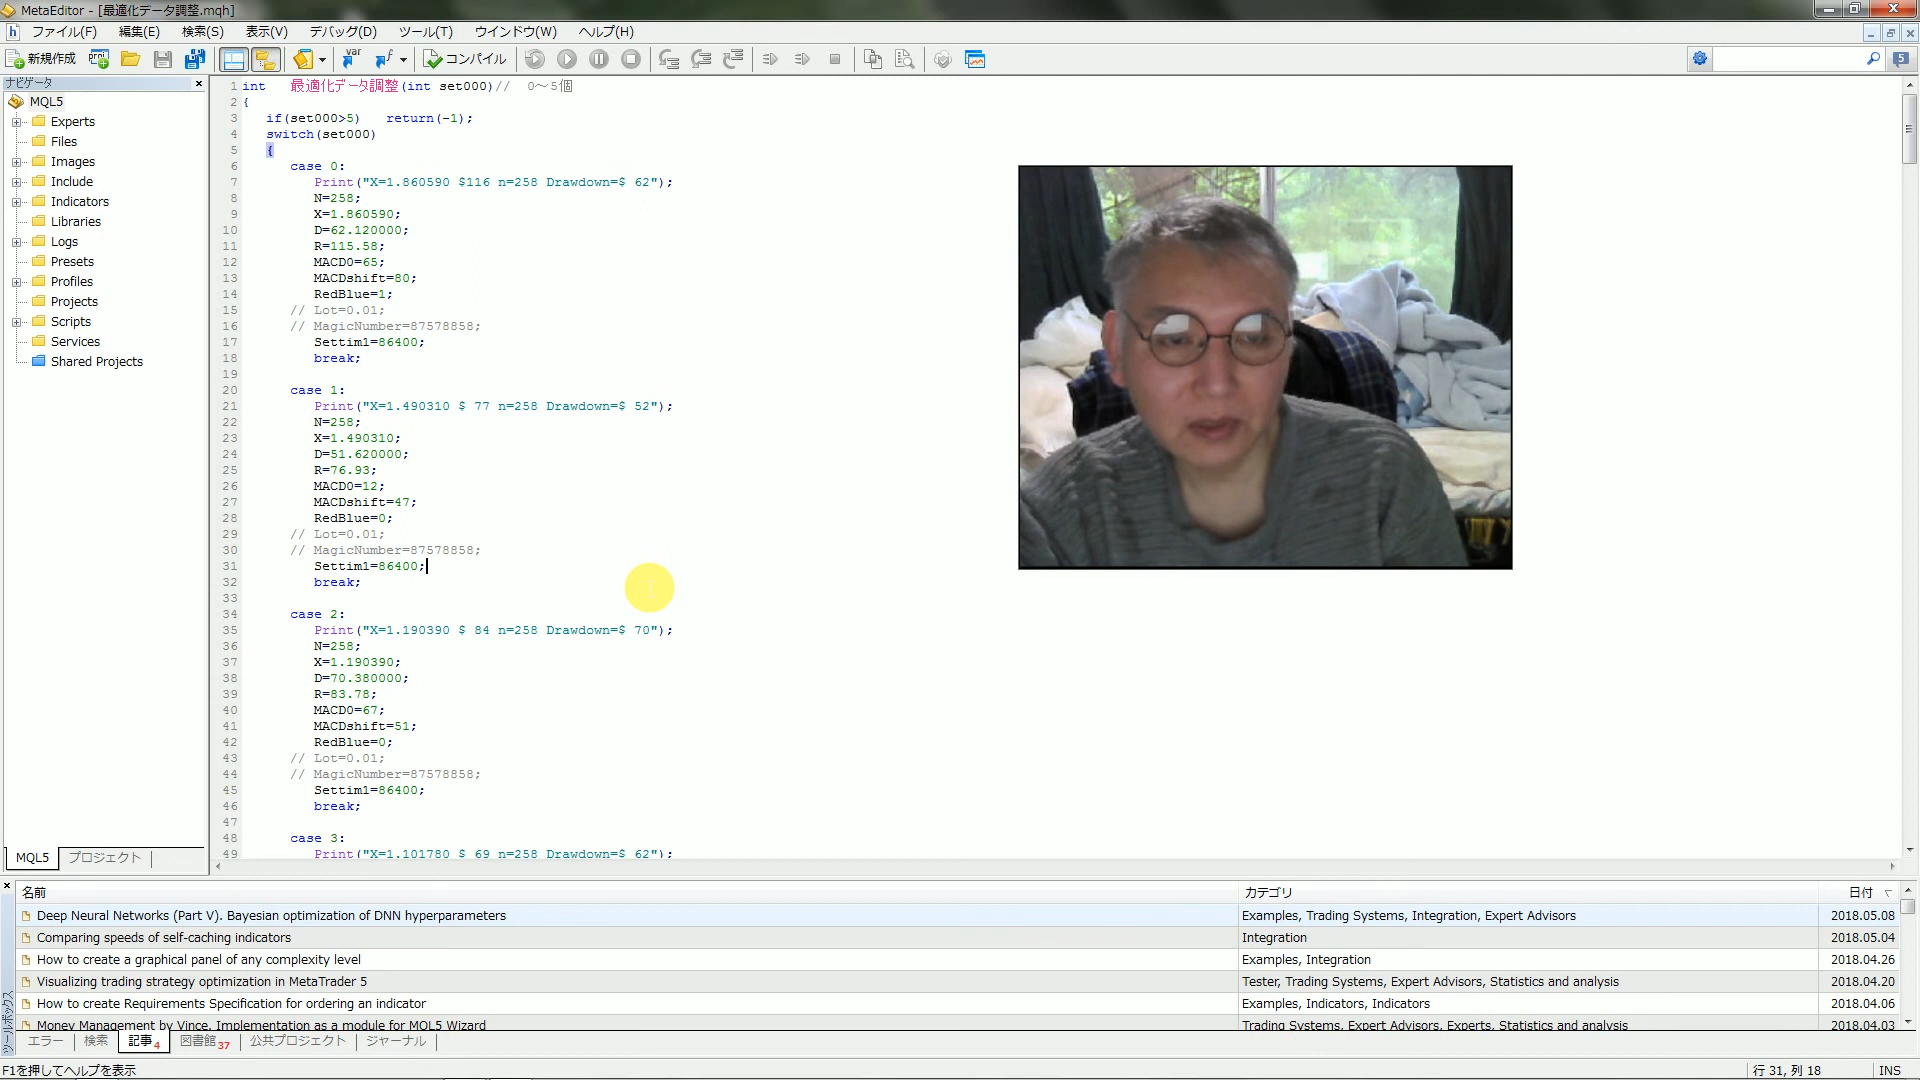 MetaEditor - [最適化データ調整.mqh]
ファイル(F) 編集(E) 検索(S) 表示(V) デバッグ(D) ツール(T) ウインドウ(W) ヘルプ(H)
新規作成 コンパイル 5
ナビゲータ
MQL5
Experts
Files
Images
Include
Indicators
Libraries
Logs
Presets
Profiles
Projects
Scripts
Services
Shared Projects
MQL5 プロジェクト
1 int 最適化データ調整(int set000)// 0～5個
2 {
3 if(set000>5) return(-1);
4 switch(set000)
5 {
6 case 0:
7 Print("X=1.860590 $116 n=258 Drawdown=$ 62");
8 N=258;
9 X=1.860590;
10 D=62.120000;
11 R=115.58;
12 MACD0=65;
13 MACDshift=80;
14 RedBlue=1;
15 // Lot=0.01;
16 // MagicNumber=87578858;
17 Settim1=86400;
18 break;
19
20 case 1:
21 Print("X=1.490310 $ 77 n=258 Drawdown=$ 52");
22 N=258;
23 X=1.490310;
24 D=51.620000;
25 R=76.93;
26 MACD0=12;
27 MACDshift=47;
28 RedBlue=0;
29 // Lot=0.01;
30 // MagicNumber=87578858;
31 Settim1=86400;
32 break;
33
34 case 2:
35 Print("X=1.190390 $ 84 n=258 Drawdown=$ 70");
36 N=258;
37 X=1.190390;
38 D=70.380000;
39 R=83.78;
40 MACD0=67;
41 MACDshift=51;
42 RedBlue=0;
43 // Lot=0.01;
44 // MagicNumber=87578858;
45 Settim1=86400;
46 break;
47
48 case 3:
49 Print("X=1.101780 $ 69 n=258 Drawdown=$ 62");
名前 カテゴリ 日付
Deep Neural Networks (Part V). Bayesian optimization of DNN hyperparameters Examples, Trading Systems, Integration, Expert Advisors 2018.05.08
Comparing speeds of self-caching indicators Integration 2018.05.04
How to create a graphical panel of any complexity level Examples, Integration 2018.04.26
Visualizing trading strategy optimization in MetaTrader 5 Tester, Trading Systems, Expert Advisors, Statistics and analysis 2018.04.20
How to create Requirements Specification for ordering an indicator Examples, Indicators, Indicators 2018.04.06
Money Management by Vince. Implementation as a module for MQL5 Wizard Trading Systems, Expert Advisors, Experts, Statistics and analysis 2018.04.03
ツールボックス
エラー 検索 記事 4 図書館 37 公共プロジェクト ジャーナル
F1を押してヘルプを表示 行 31, 列 18 INS